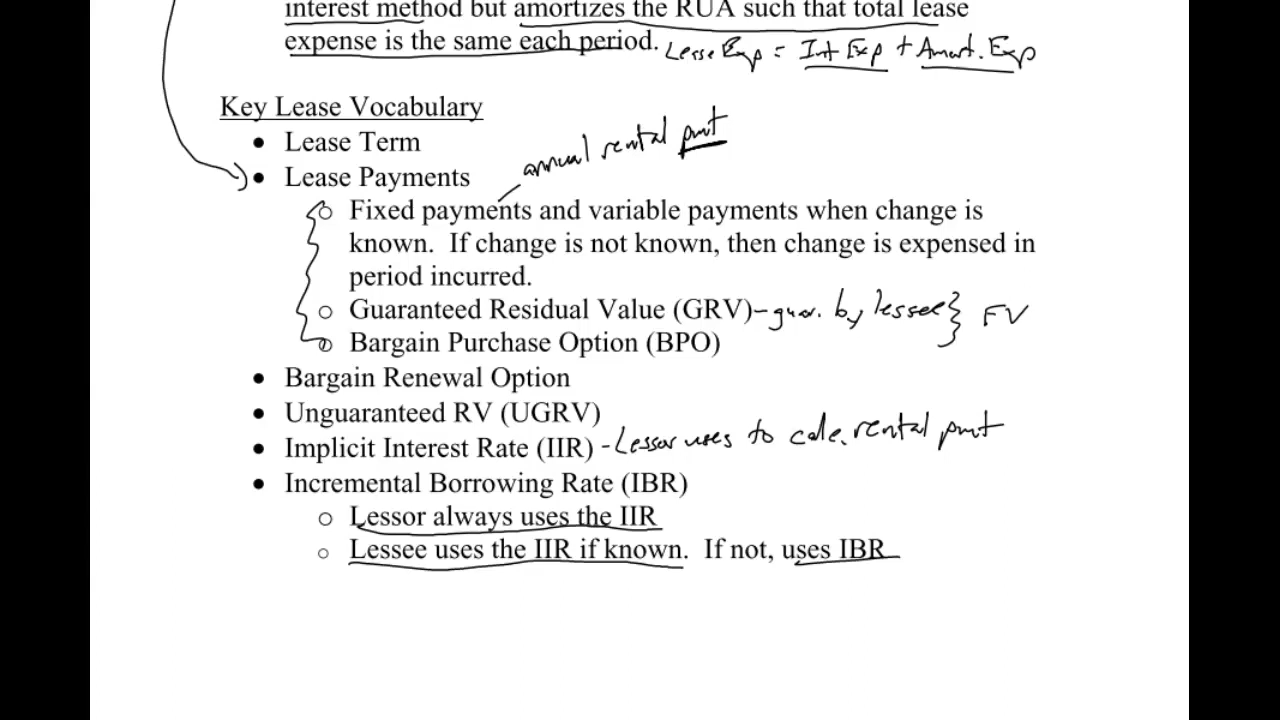 interest method but amortizes the RUA such that total lease
expense is the same each period. Lease Exp = Int Exp + Amort. Exp
Key Lease Vocabulary
• Lease Term
annual rental pmt
• Lease Payments
o Fixed payments and variable payments when change is
known. If change is not known, then change is expensed in
period incurred.
o Guaranteed Residual Value (GRV) - guar. by lessee } FV
o Bargain Purchase Option (BPO)
• Bargain Renewal Option
• Unguaranteed RV (UGRV)
• Implicit Interest Rate (IIR) - Lessor uses to calc. rental pmt
• Incremental Borrowing Rate (IBR)
o Lessor always uses the IIR
o Lessee uses the IIR if known. If not, uses IBR